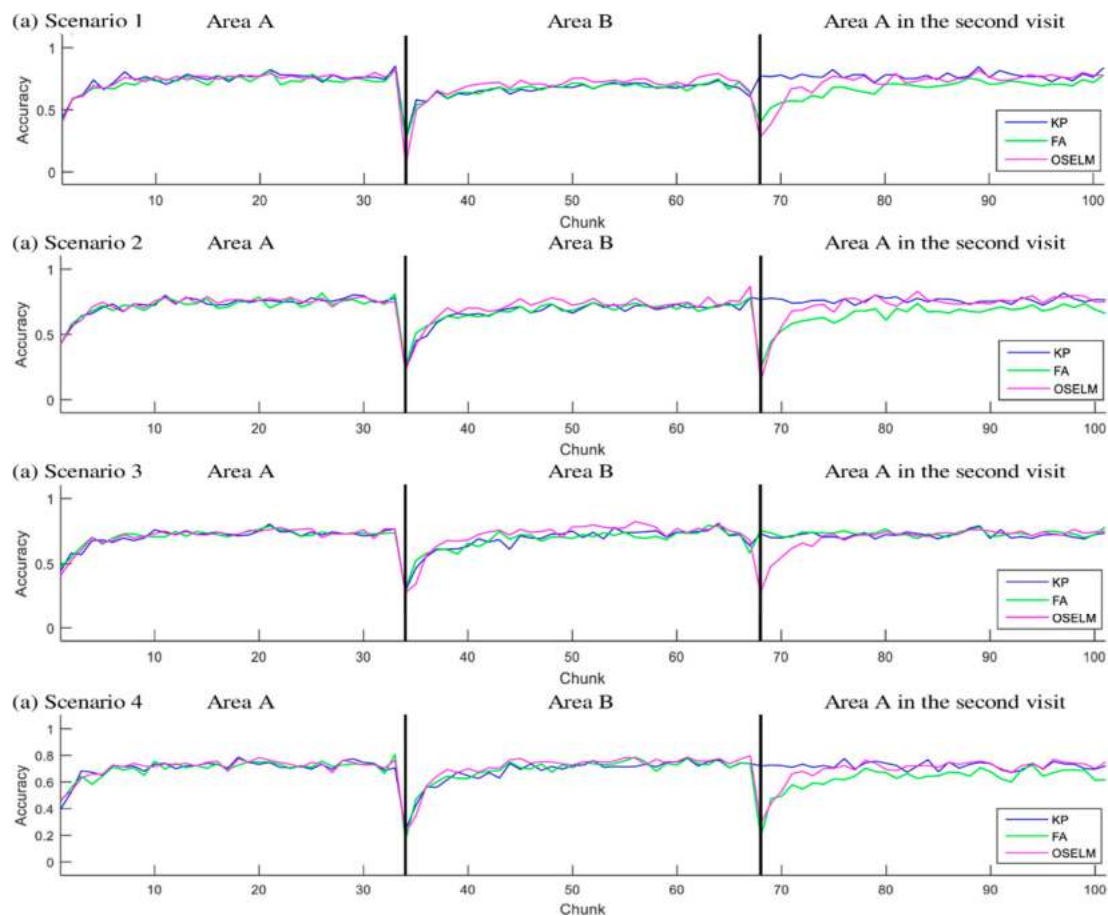 (a) Scenario 1 Area A Area B Area A in the second visit
1
0.5
0
Accuracy
10 20 30 40 50 60 70 80 90 100
Chunk
KP
FA
OSELM
(a) Scenario 2 Area A Area B Area A in the second visit
1
0.5
0
Accuracy
10 20 30 40 50 60 70 80 90 100
Chunk
KP
FA
OSELM
(a) Scenario 3 Area A Area B Area A in the second visit
1
0.5
0
Accuracy
10 20 30 40 50 60 70 80 90 100
Chunk
KP
FA
OSELM
(a) Scenario 4 Area A Area B Area A in the second visit
1
0.8
0.6
0.4
0.2
0
Accuracy
10 20 30 40 50 60 70 80 90 100
Chunk
KP
FA
OSELM